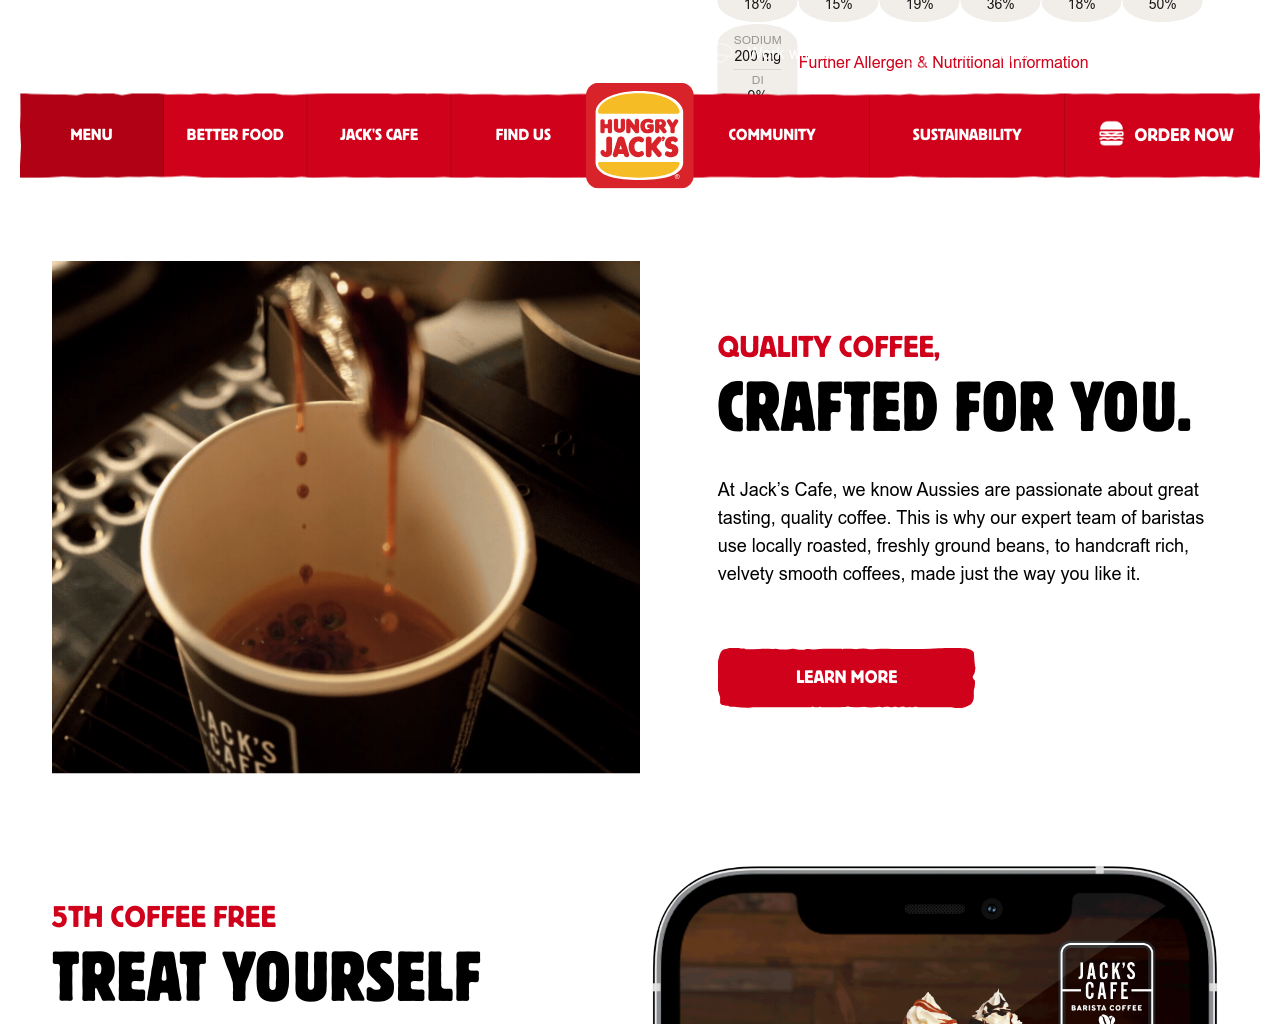 18%
15%
19%
36%
18%
50%
SODIUM
200 mg
DI
9%
Further Allergen & Nutritional Information
MENU
BETTER FOOD
JACK'S CAFE
FIND US
HUNGRY
JACK'S
®
COMMUNITY
SUSTAINABILITY
ORDER NOW
JACK'S
CAFE
QUALITY COFFEE,
CRAFTED FOR YOU.
At Jack’s Cafe, we know Aussies are passionate about great
tasting, quality coffee. This is why our expert team of baristas
use locally roasted, freshly ground beans, to handcraft rich,
velvety smooth coffees, made just the way you like it.
LEARN MORE
5TH COFFEE FREE
TREAT YOURSELF
JACK'S
CAFE
BARISTA COFFEE